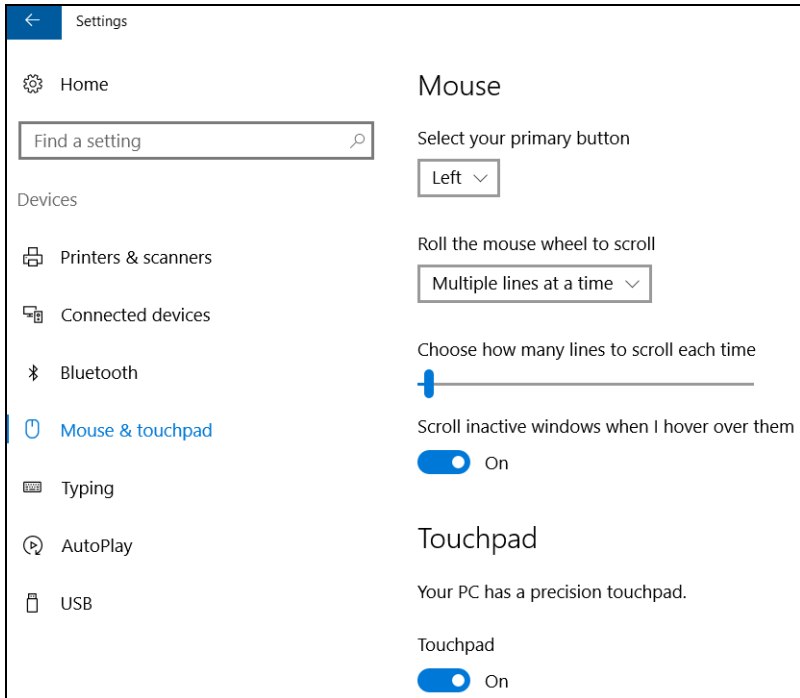 Settings
Home
Find a setting
Devices
Printers & scanners
Connected devices
Bluetooth
Mouse & touchpad
Typing
AutoPlay
USB
Mouse
Select your primary button
Left
Roll the mouse wheel to scroll
Multiple lines at a time
Choose how many lines to scroll each time
Scroll inactive windows when I hover over them
On
Touchpad
Your PC has a precision touchpad.
Touchpad
On